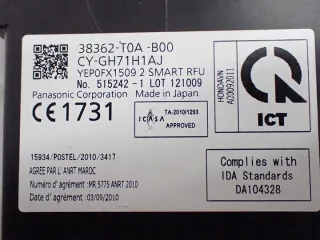 38362-T0A -B00
CY-GH71H1AJ
YEP0FX1509 2 SMART RFU
No. 515242 -1 LOT 121009
Panasonic Corporation Made in Japan
CE1731
ICASA
TA-2010/1293
APPROVED
HONDAVN
A00092011
ICT
15934/POSTEL/2010/3417
AGREE PAR L' ANRT MAROC
Numéro d'agrément : MR 5775 ANRT 2010
Date d'agrément : 03/09/2010
Complies with
IDA Standards
DA104328